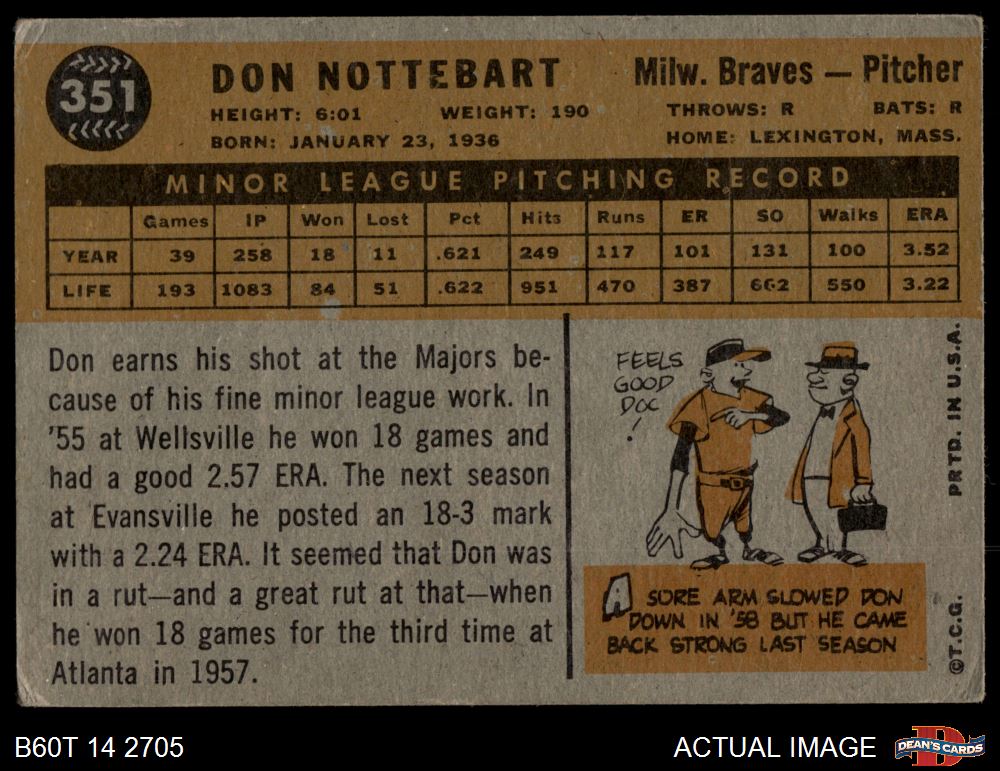 351
DON NOTTEBART
Milw. Braves — Pitcher
HEIGHT: 6:01 WEIGHT: 190 THROWS: R BATS: R
BORN: JANUARY 23, 1936 HOME: LEXINGTON, MASS.
MINOR LEAGUE PITCHING RECORD
Games IP Won Lost Pct Hits Runs ER SO Walks ERA
YEAR 39 258 18 11 .621 249 117 101 131 100 3.52
LIFE 193 1083 84 51 .622 951 470 387 662 550 3.22
Don earns his shot at the Majors be-
cause of his fine minor league work. In
'55 at Wellsville he won 18 games and
had a good 2.57 ERA. The next season
at Evansville he posted an 18-3 mark
with a 2.24 ERA. It seemed that Don was
in a rut—and a great rut at that—when
he won 18 games for the third time at
Atlanta in 1957.
FEELS
GOOD
DOC
!
A SORE ARM SLOWED DON
DOWN IN '58 BUT HE CAME
BACK STRONG LAST SEASON
©T.C.G. PRTD. IN U.S.A.
B60T 14 2705
ACTUAL IMAGE
D
DEAN'S CARDS